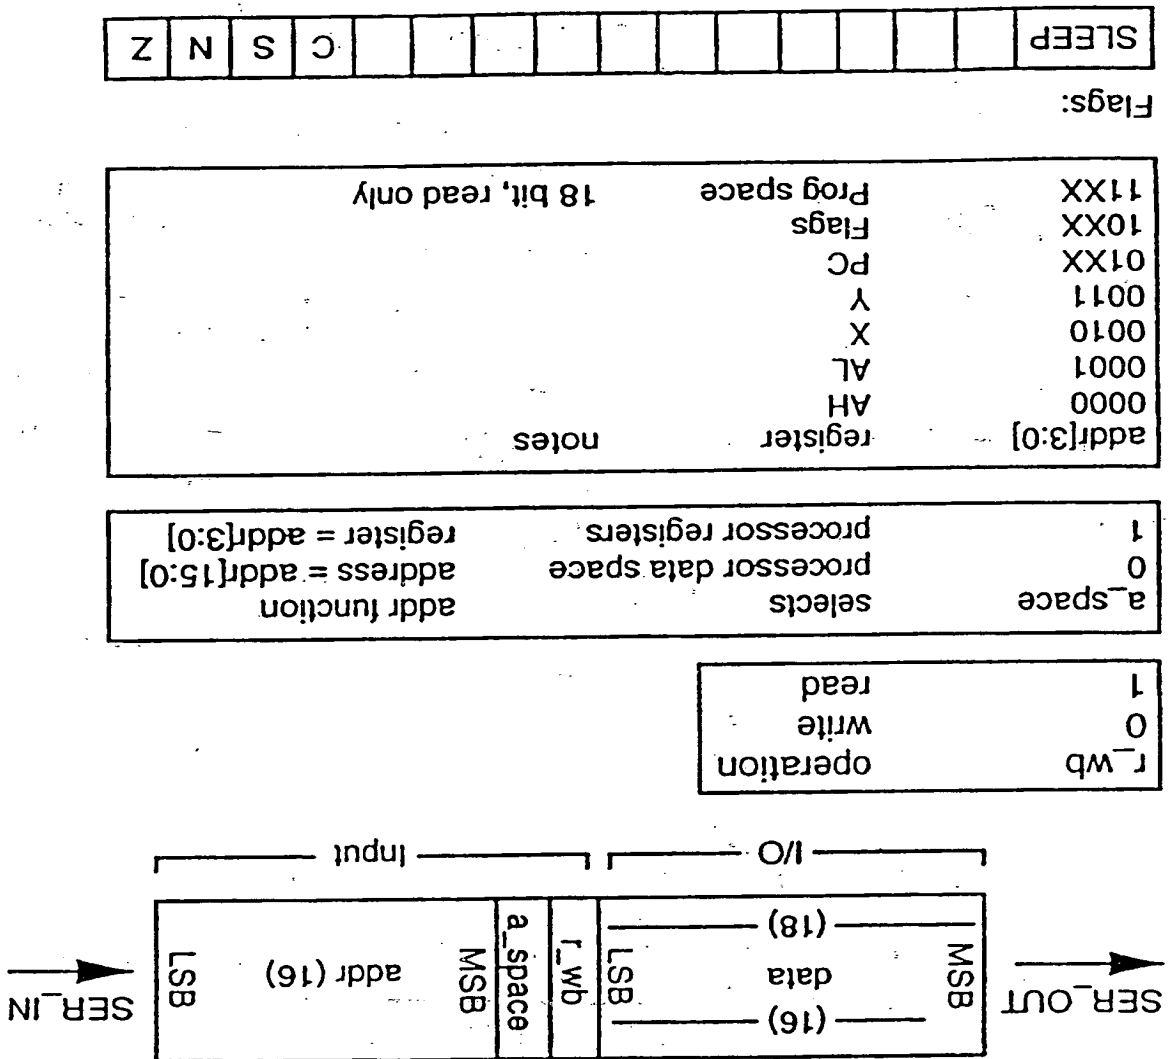 SER_OUT
MSB
(16)
data
(18)
LSB
r_wb
a_space
MSB
addr (16)
LSB
SER_IN
I/O
Input
r_wb operation
0 write
1 read
a_space selects addr function
0 processor data space address = addr[15:0]
1 processor registers register = addr[3:0]
addr[3:0] register notes
0000 AH
0001 AL
0010 X
0011 Y
01XX PC
10XX Flags
11XX Prog space 18 bit, read only
Flags:
SLEEP C S N Z